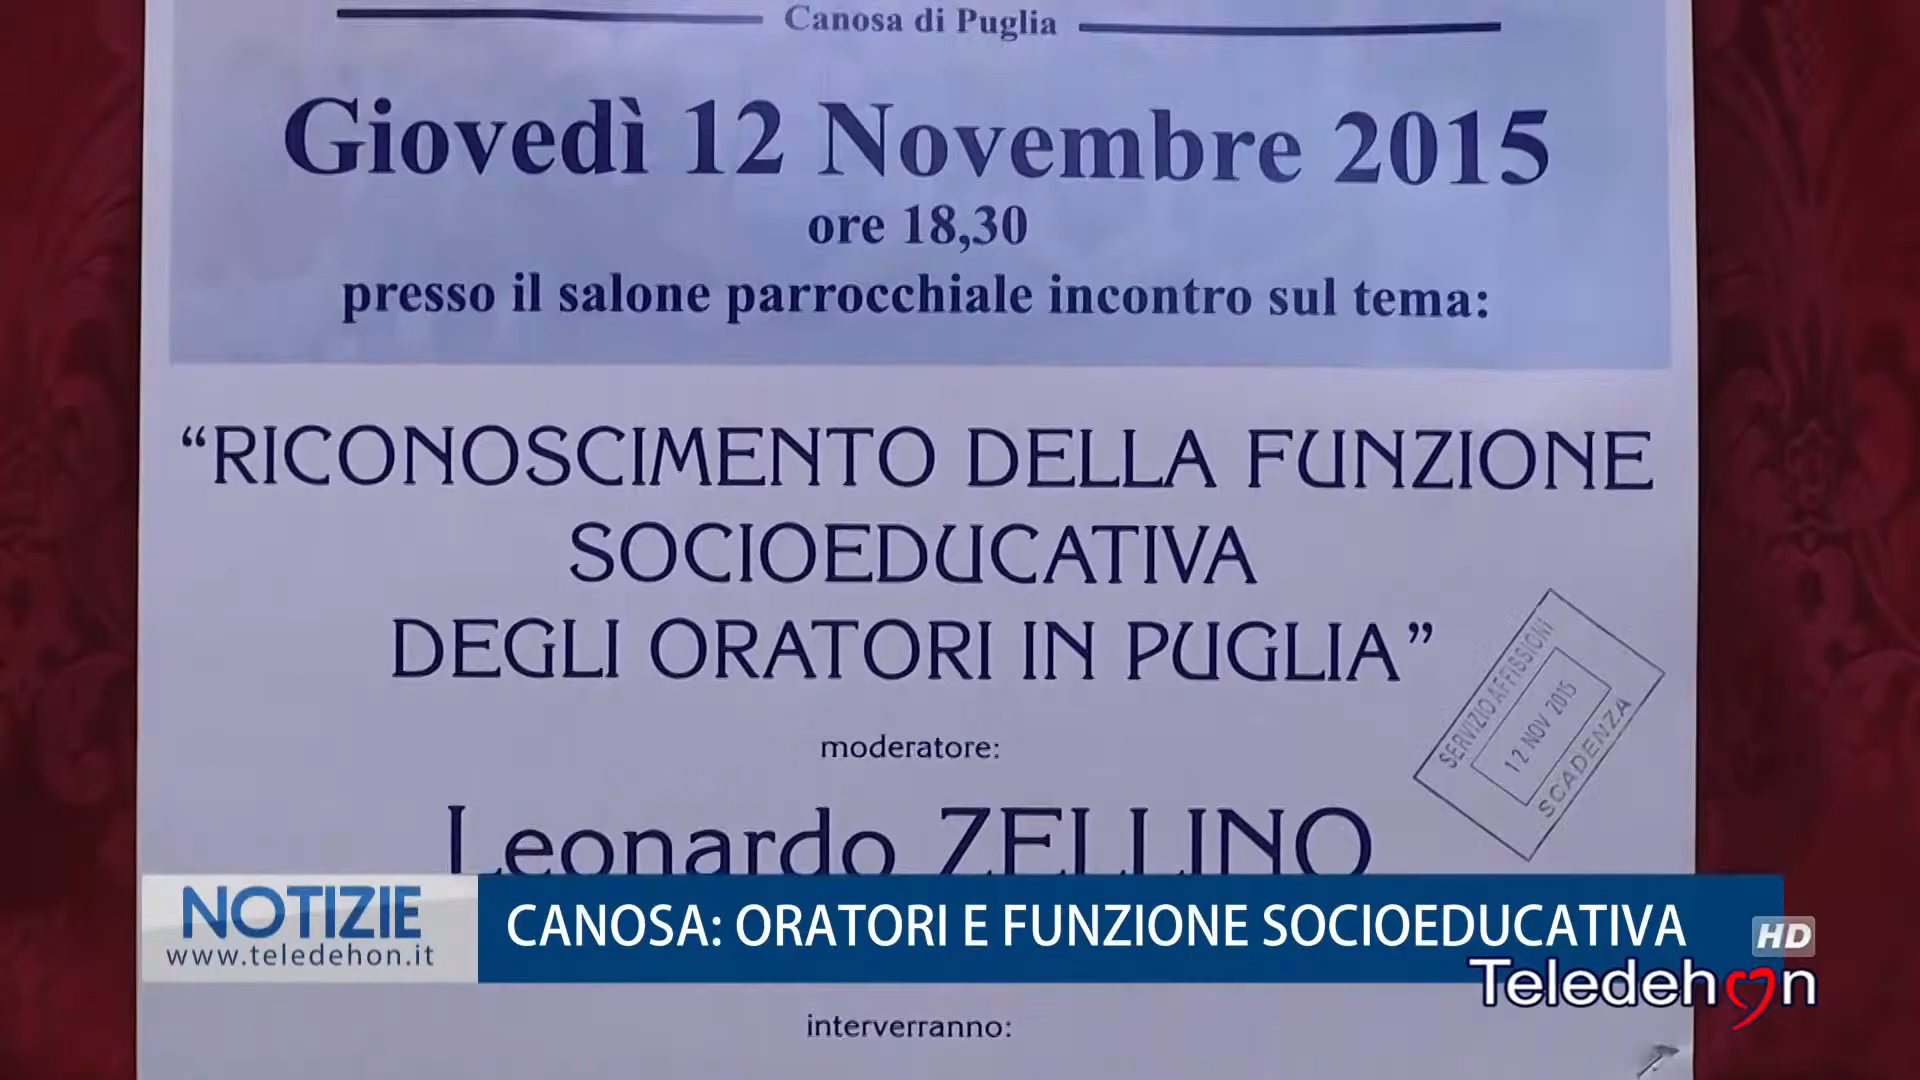 Canosa di Puglia
Giovedì 12 Novembre 2015
ore 18,30
presso il salone parrocchiale incontro sul tema:
“RICONOSCIMENTO DELLA FUNZIONE
SOCIOEDUCATIVA
DEGLI ORATORI IN PUGLIA”
SERVIZIO AFFISSIONI
12 NOV 2015
SCADENZA
moderatore:
Leonardo ZELLINO
NOTIZIE
www.teledehon.it
CANOSA: ORATORI E FUNZIONE SOCIOEDUCATIVA
HD
Teledehon
interverranno: